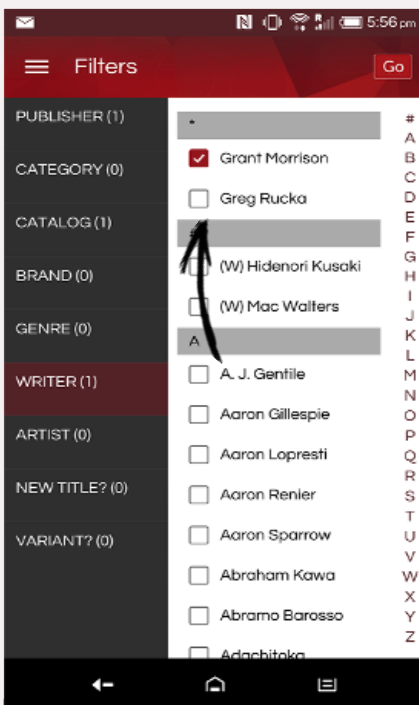 5:56 pm
Filters
Go
PUBLISHER (1)
CATEGORY (0)
CATALOG (1)
BRAND (0)
GENRE (0)
WRITER (1)
ARTIST (0)
NEW TITLE? (0)
VARIANT? (0)
*
Grant Morrison
Greg Rucka
(W) Hidenori Kusaki
(W) Mac Walters
A
A. J. Gentile
Aaron Gillespie
Aaron Lopresti
Aaron Renier
Aaron Sparrow
Abraham Kawa
Abramo Barosso
Adachitoka
#
A
B
C
D
E
F
G
H
I
J
K
L
M
N
O
P
Q
R
S
T
U
V
W
X
Y
Z